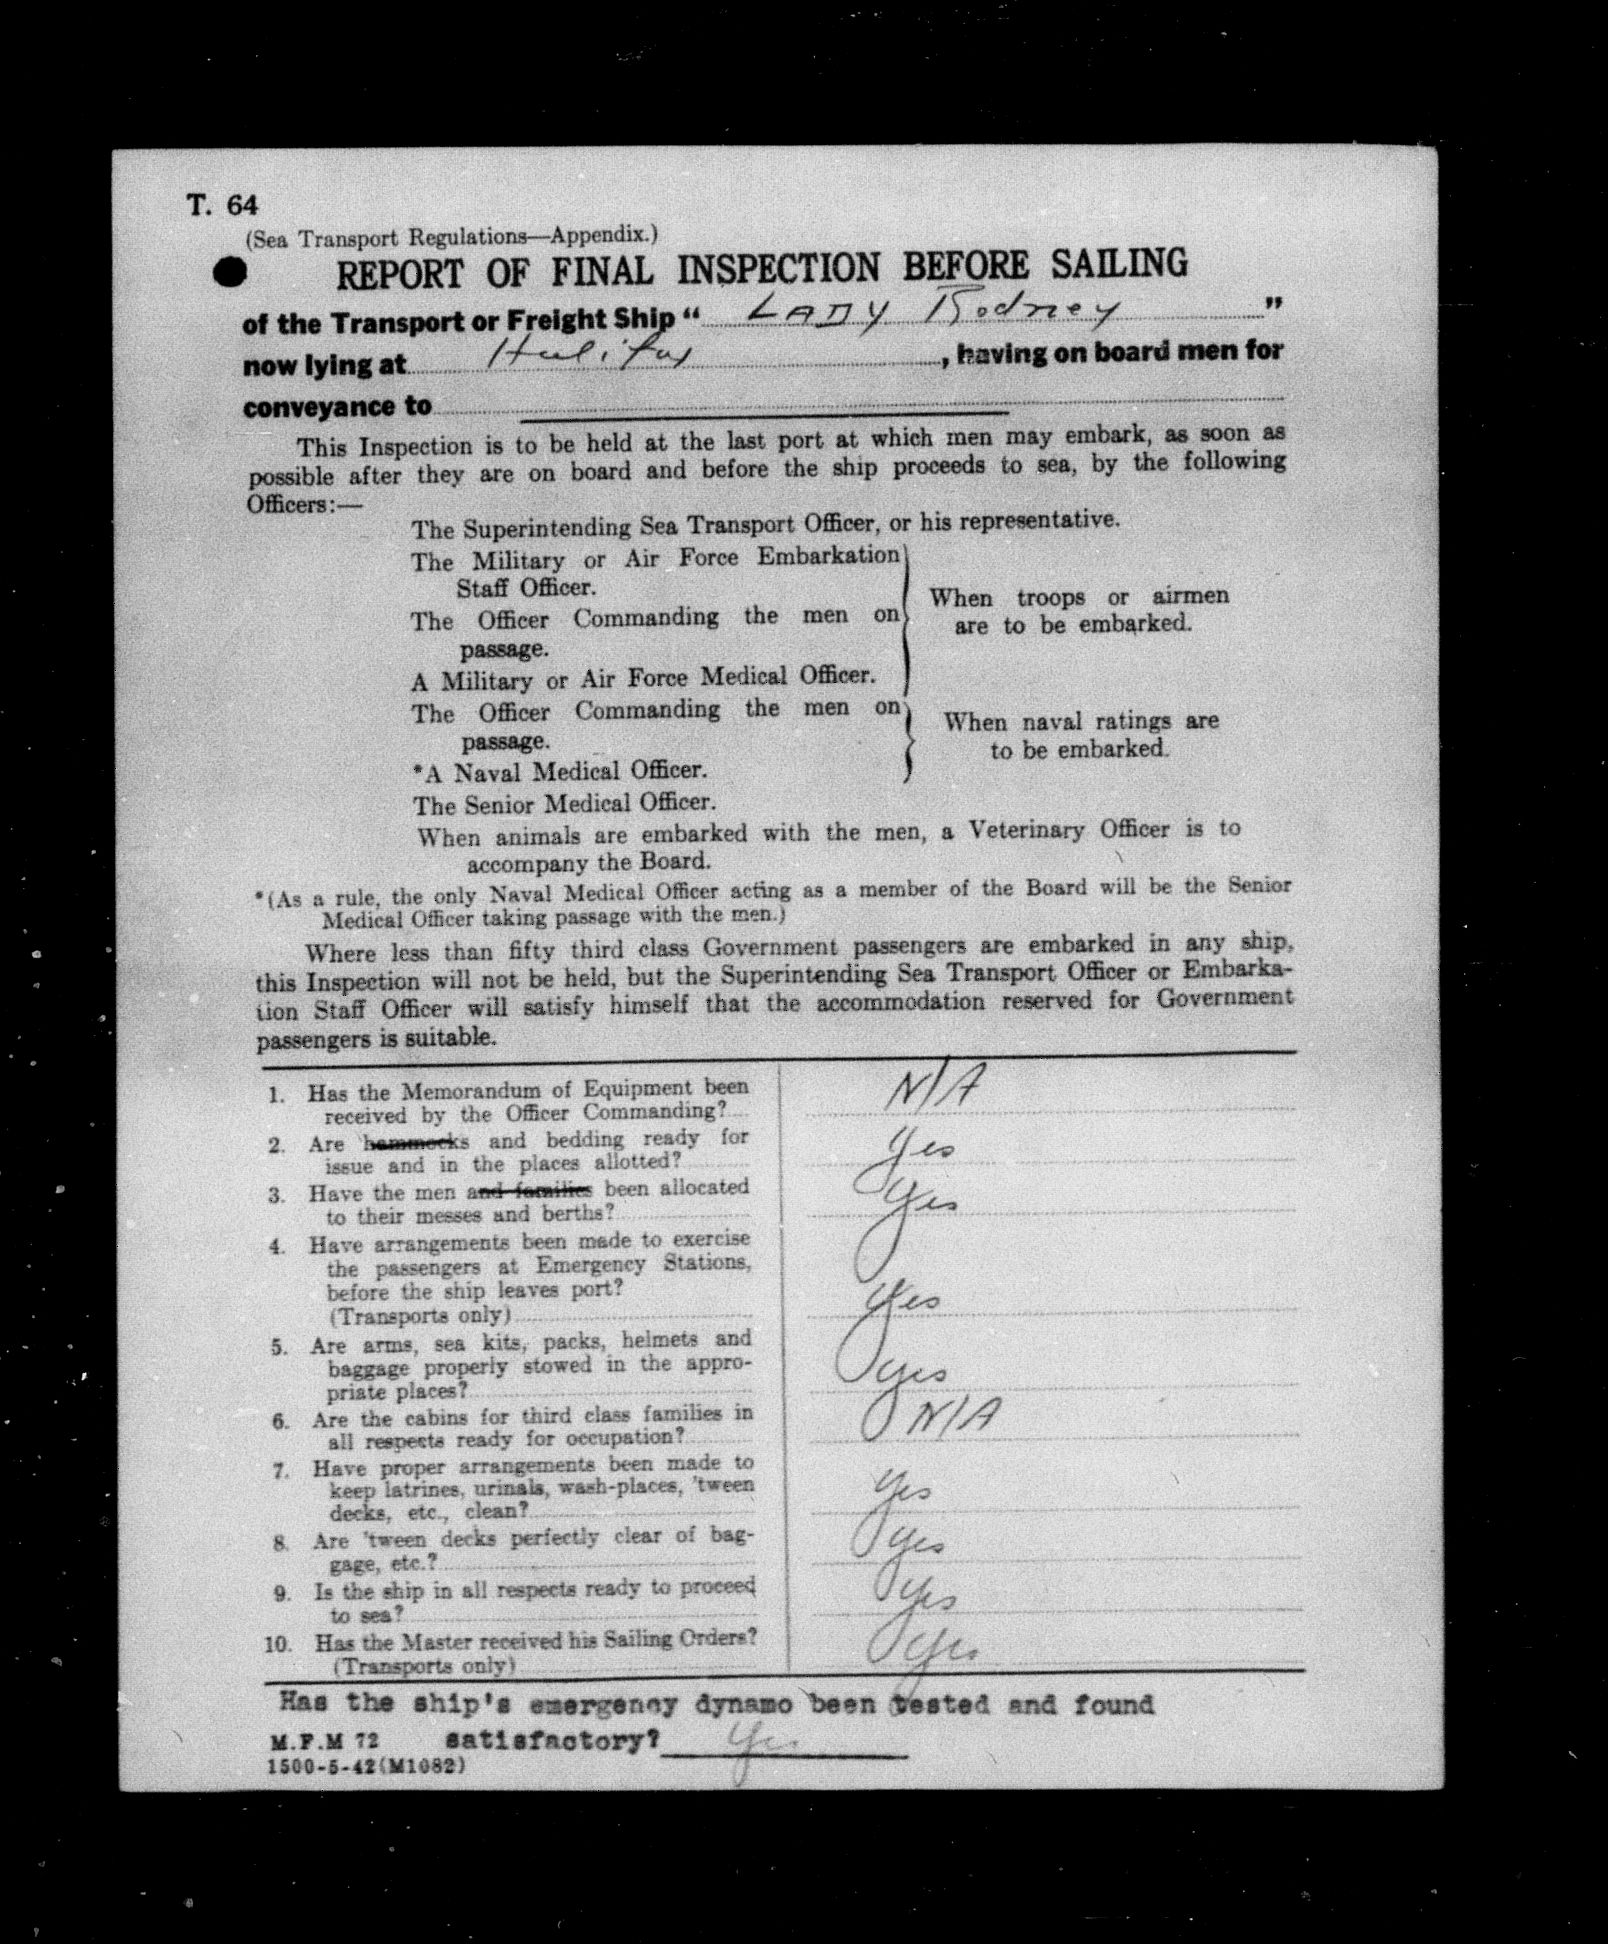 T. 64
(Sea Transport Regulations—Appendix.)
REPORT OF FINAL INSPECTION BEFORE SAILING
of the Transport or Freight Ship “ LADY Rodney ”
now lying at Halifax , having on board men for
conveyance to
This Inspection is to be held at the last port at which men may embark, as soon as
possible after they are on board and before the ship proceeds to sea, by the following
Officers:—
The Superintending Sea Transport Officer, or his representative.
The Military or Air Force Embarkation
Staff Officer.
When troops or airmen
The Officer Commanding the men on
are to be embarked.
passage.
A Military or Air Force Medical Officer.
The Officer Commanding the men on
When naval ratings are
passage.
to be embarked.
*A Naval Medical Officer.
The Senior Medical Officer.
When animals are embarked with the men, a Veterinary Officer is to
accompany the Board.
*(As a rule, the only Naval Medical Officer acting as a member of the Board will be the Senior
Medical Officer taking passage with the men.)
Where less than fifty third class Government passengers are embarked in any ship,
this Inspection will not be held, but the Superintending Sea Transport Officer or Embarka-
tion Staff Officer will satisfy himself that the accommodation reserved for Government
passengers is suitable.
1. Has the Memorandum of Equipment been
received by the Officer Commanding? N/A
2. Are hammocks and bedding ready for
issue and in the places allotted? Yes
3. Have the men and families been allocated
to their messes and berths? Yes
4. Have arrangements been made to exercise
the passengers at Emergency Stations,
before the ship leaves port?
(Transports only) Yes
5. Are arms, sea kits, packs, helmets and
baggage properly stowed in the appro-
priate places? Yes
6. Are the cabins for third class families in
all respects ready for occupation? N/A
7. Have proper arrangements been made to
keep latrines, urinals, wash-places, 'tween
decks, etc., clean? Yes
8. Are 'tween decks perfectly clear of bag-
gage, etc.? Yes
9. Is the ship in all respects ready to proceed
to sea? Yes
10. Has the Master received his Sailing Orders?
(Transports only) Yes
Has the ship's emergency dynamo been tested and found
M.F.M 72 satisfactory? Yes
1500-5-42(M1082)